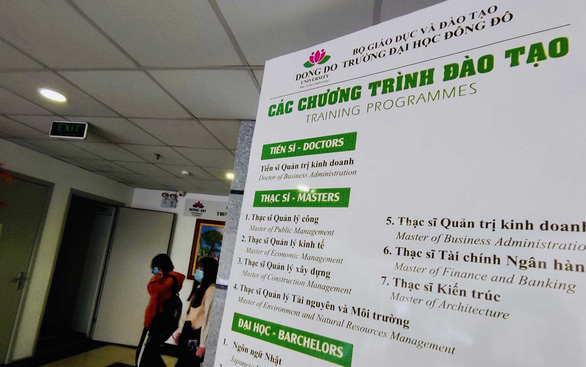 BỘ GIÁO DỤC VÀ ĐÀO TẠO
TRƯỜNG ĐẠI HỌC ĐÔNG ĐÔ
DONG DO
UNIVERSITY
CÁC CHƯƠNG TRÌNH ĐÀO TẠO
TRAINING PROGRAMMES
TIẾN SĨ - DOCTORS
Tiến sĩ Quản trị kinh doanh
Doctor of Business Administration
THẠC SĨ - MASTERS
1. Thạc sĩ Quản lý công
Master of Public Management
2. Thạc sĩ Quản lý kinh tế
Master of Economic Management
3. Thạc sĩ Quản lý xây dựng
Master of Construction Management
4. Thạc sĩ Quản lý Tài nguyên và Môi trường
Master of Environment and Natural Resources Management
5. Thạc sĩ Quản trị kinh doanh
Master of Business Administration
6. Thạc sĩ Tài chính Ngân hàn
Master of Finance and Banking
7. Thạc sĩ Kiến trúc
Master of Architecture
ĐẠI HỌC - BARCHELORS
1. Ngôn ngữ Nhật
EXIT
DONG DO